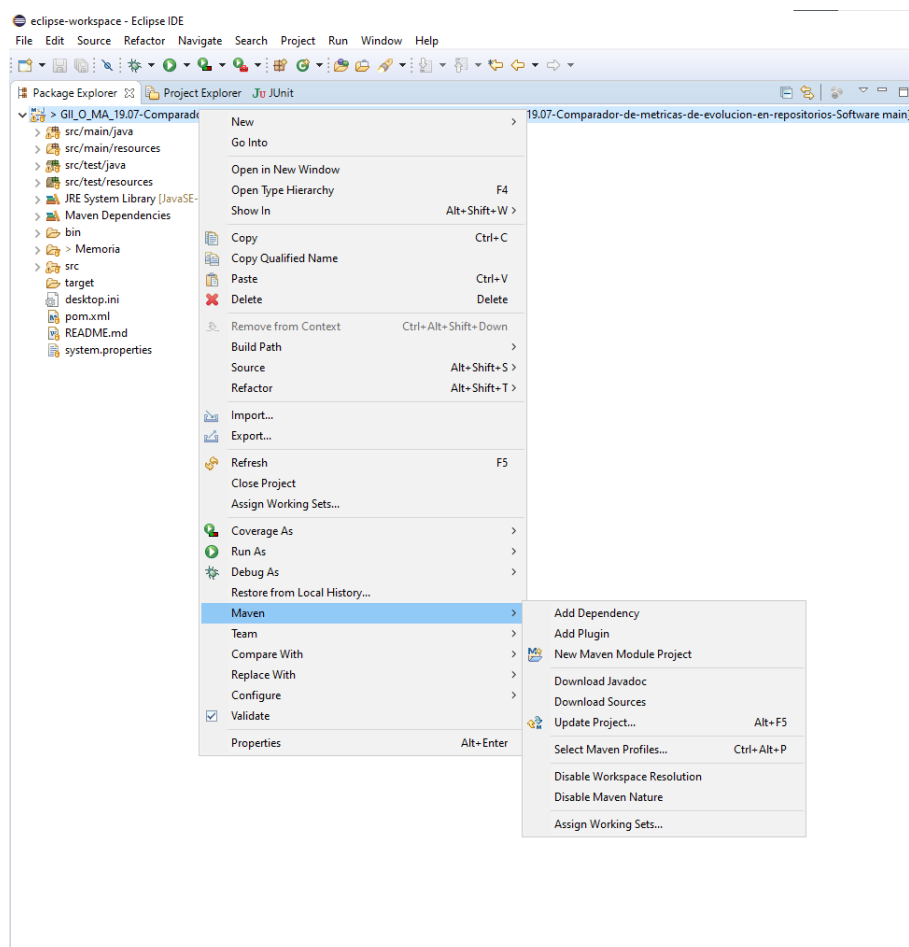 eclipse-workspace - Eclipse IDE
File Edit Source Refactor Navigate Search Project Run Window Help
Package Explorer Project Explorer JU JUnit
> GII_O_MA_19.07-Comparado
19.07-Comparador-de-metricas-de-evolucion-en-repositorios-Software main]
src/main/java
src/main/resources
src/test/java
src/test/resources
JRE System Library [JavaSE-
Maven Dependencies
bin
> Memoria
src
target
desktop.ini
pom.xml
README.md
system.properties
New
Go Into
Open in New Window
Open Type Hierarchy F4
Show In Alt+Shift+W >
Copy Ctrl+C
Copy Qualified Name
Paste Ctrl+V
Delete Delete
Remove from Context Ctrl+Alt+Shift+Down
Build Path
Source Alt+Shift+S >
Refactor Alt+Shift+T >
Import...
Export...
Refresh F5
Close Project
Assign Working Sets...
Coverage As
Run As
Debug As
Restore from Local History...
Maven
Team
Compare With
Replace With
Configure
Validate
Properties Alt+Enter
Add Dependency
Add Plugin
New Maven Module Project
Download Javadoc
Download Sources
Update Project... Alt+F5
Select Maven Profiles... Ctrl+Alt+P
Disable Workspace Resolution
Disable Maven Nature
Assign Working Sets...